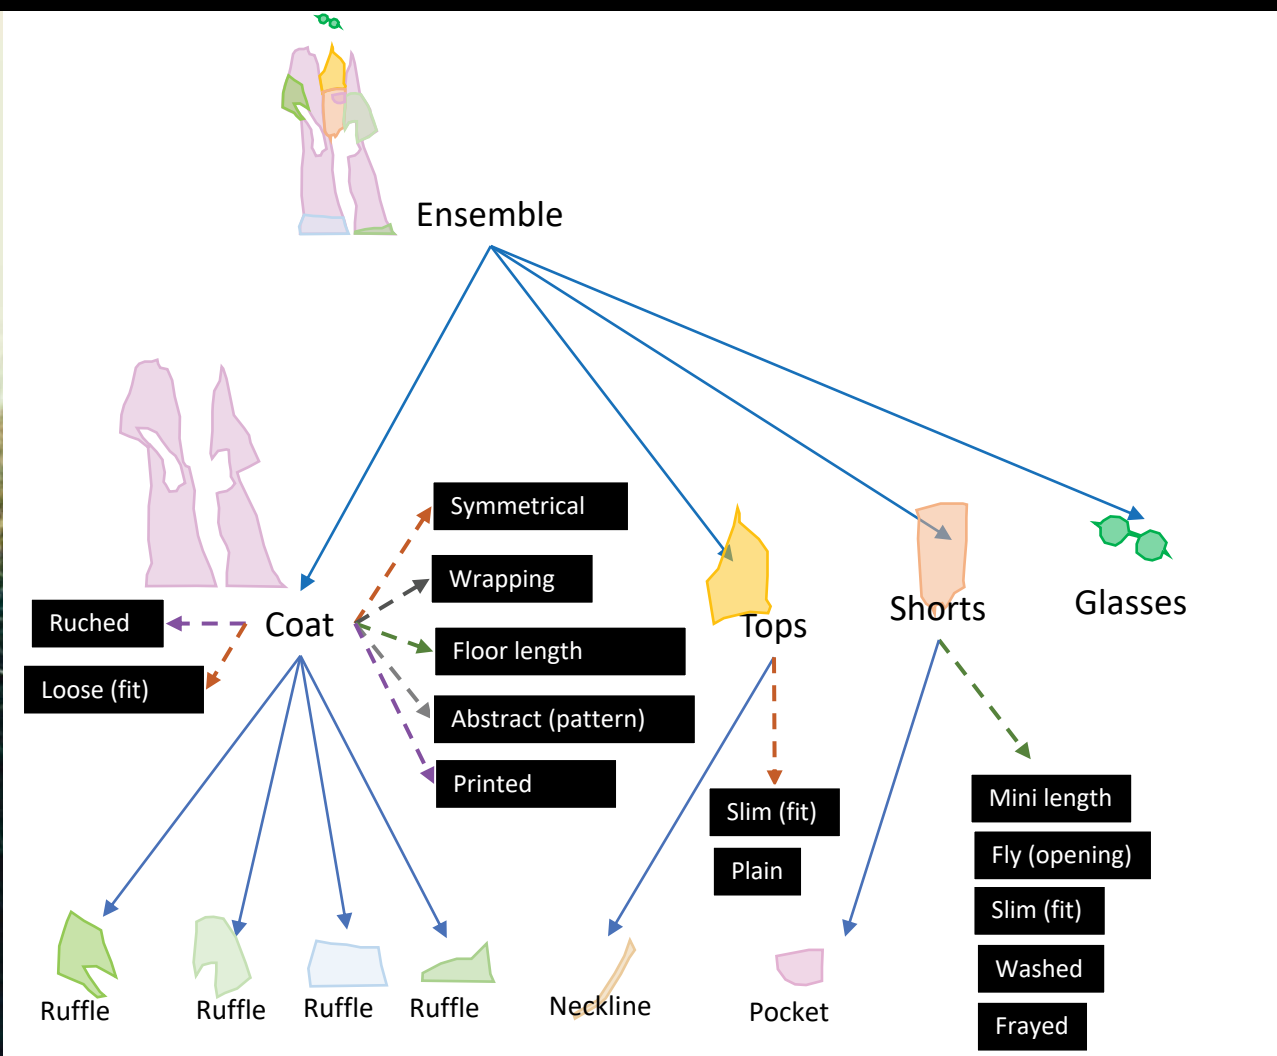 Ensemble
Symmetrical
Wrapping
Ruched
Coat
Floor length
Loose (fit)
Abstract (pattern)
Printed
Tops
Shorts
Glasses
Slim (fit)
Plain
Mini length
Fly (opening)
Slim (fit)
Washed
Frayed
Ruffle
Ruffle
Ruffle
Ruffle
Neckline
Pocket